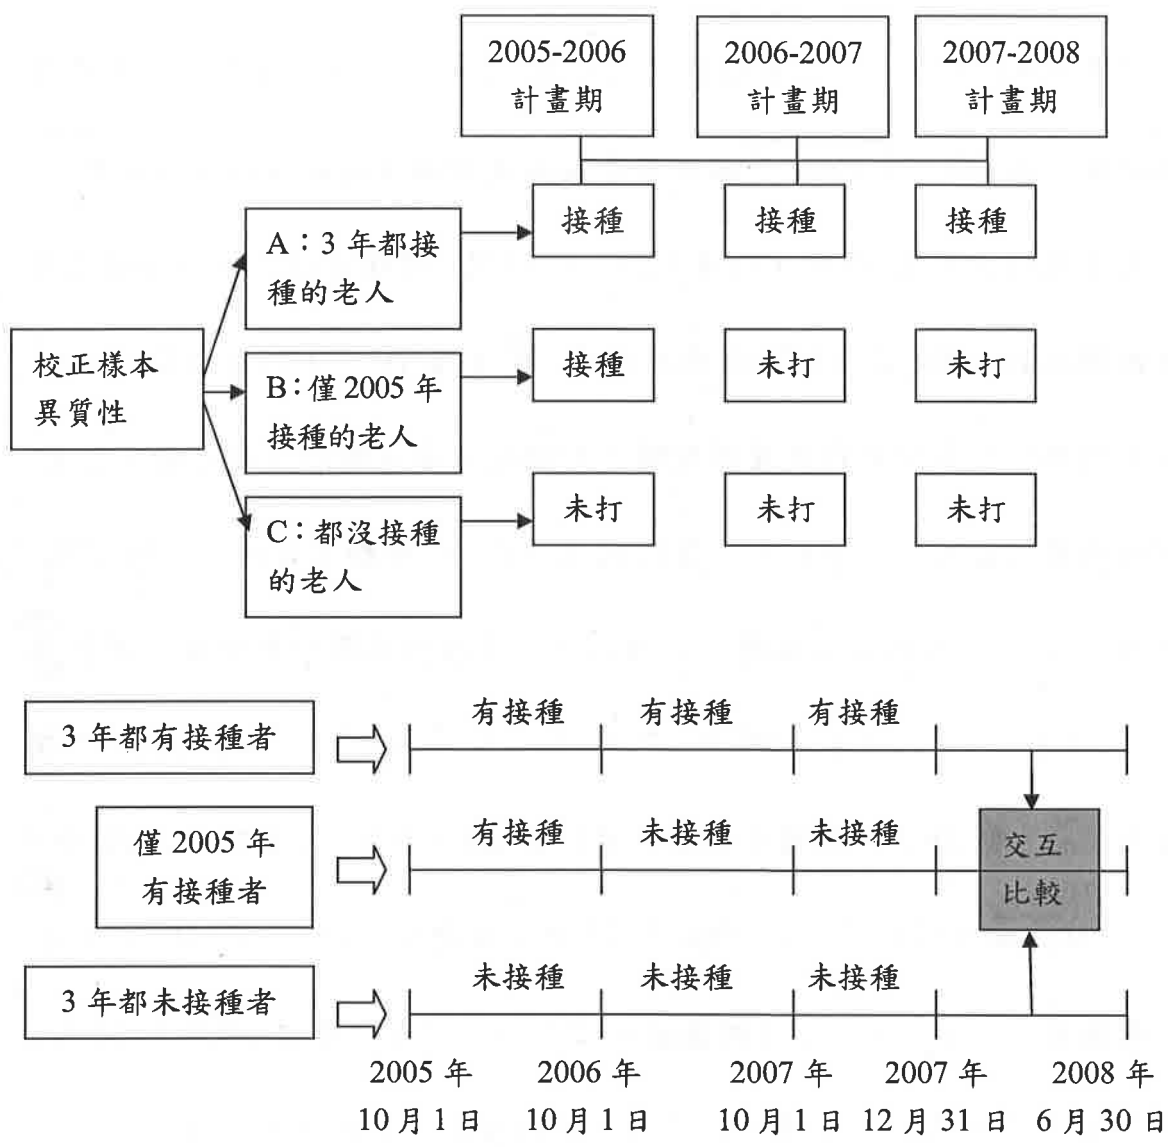 2005-2006
計畫期
2006-2007
計畫期
2007-2008
計畫期
接種
接種
接種
A：3 年都接
種的老人
校正樣本
異質性
B：僅 2005 年
接種的老人
接種
未打
未打
C：都沒接種
的老人
未打
未打
未打
3 年都有接種者
有接種
有接種
有接種
僅 2005 年
有接種者
有接種
未接種
未接種
交互
比較
3 年都未接種者
未接種
未接種
未接種
2005 年
10 月 1 日
2006 年
10 月 1 日
2007 年
10 月 1 日
2007 年
12 月 31 日
2008 年
6 月 30 日